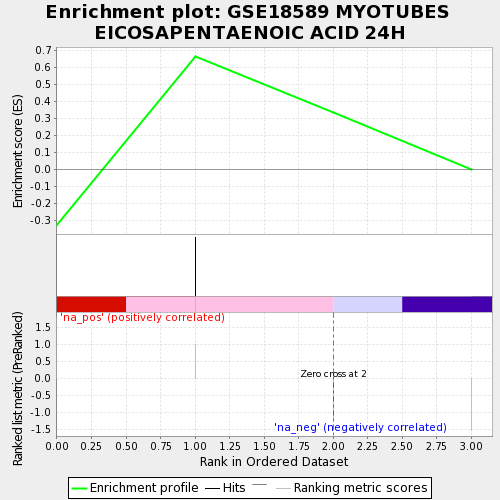 Enrichment plot: GSE18589 MYOTUBES
EICOSAPENTAENOIC ACID 24H
Enrichment score (ES)
0.7
0.6
0.5
0.4
0.3
0.2
0.1
0.0
-0.1
-0.2
-0.3
'na_pos' (positively correlated)
Ranked list metric (PreRanked)
1.5
1.0
0.5
0.0
-0.5
-1.0
-1.5
Zero cross at 2
'na_neg' (negatively correlated)
0.00 0.25 0.50 0.75 1.00 1.25 1.50 1.75 2.00 2.25 2.50 2.75 3.00
Rank in Ordered Dataset
Enrichment profile Hits Ranking metric scores